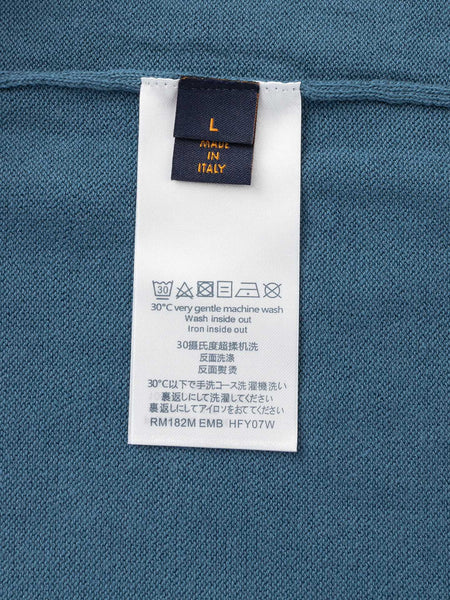 L
MADE
IN
ITALY
30
30°C very gentle machine wash
Wash inside out
Iron inside out
30摄氏度超揉机洗
反面洗涤
反面熨烫
30°C以下で手洗コース洗濯機洗い
裏返しにして洗濯してください
裏返しにしてアイロンをおてかてください
RM182M EMB HFY07W